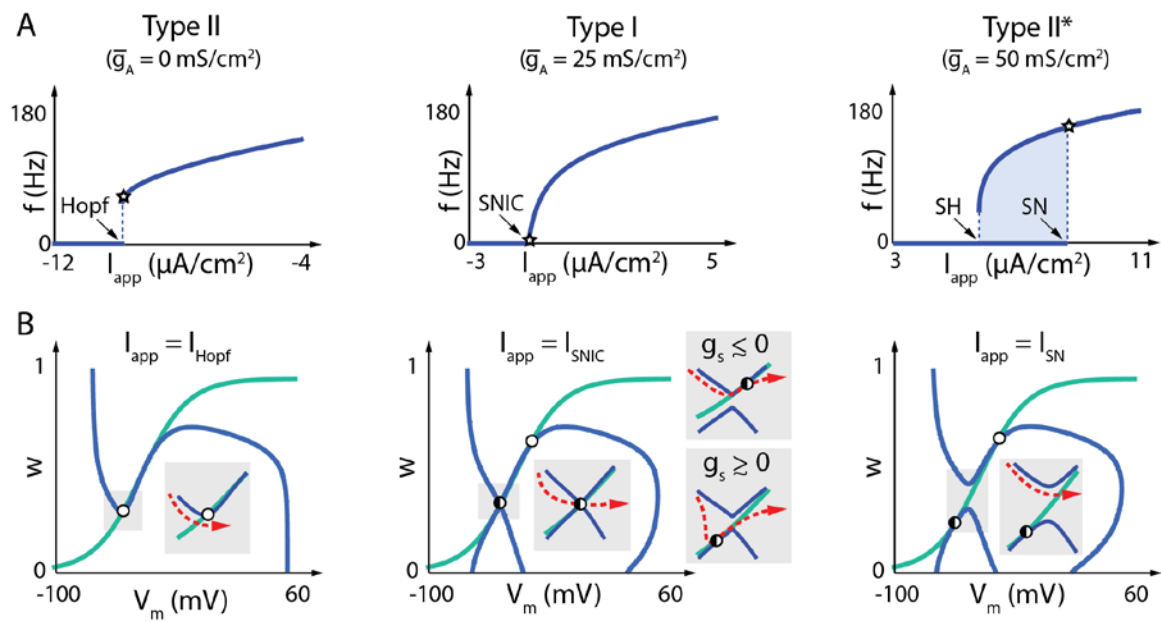 A
Type II
(g̅A = 0 mS/cm²)
180
f (Hz)
Hopf
0
-12
Iapp (μA/cm²)
-4
Type I
(g̅A = 25 mS/cm²)
180
f (Hz)
SNIC
0
-3
Iapp (μA/cm²)
5
Type II*
(g̅A = 50 mS/cm²)
180
f (Hz)
SH
SN
0
3
Iapp (μA/cm²)
11
B
Iapp = IHopf
1
w
0
-100
Vm (mV)
60
Iapp = ISNIC
1
w
0
-100
Vm (mV)
60
gs ≲ 0
gs ≳ 0
Iapp = ISN
1
w
0
-100
Vm (mV)
60